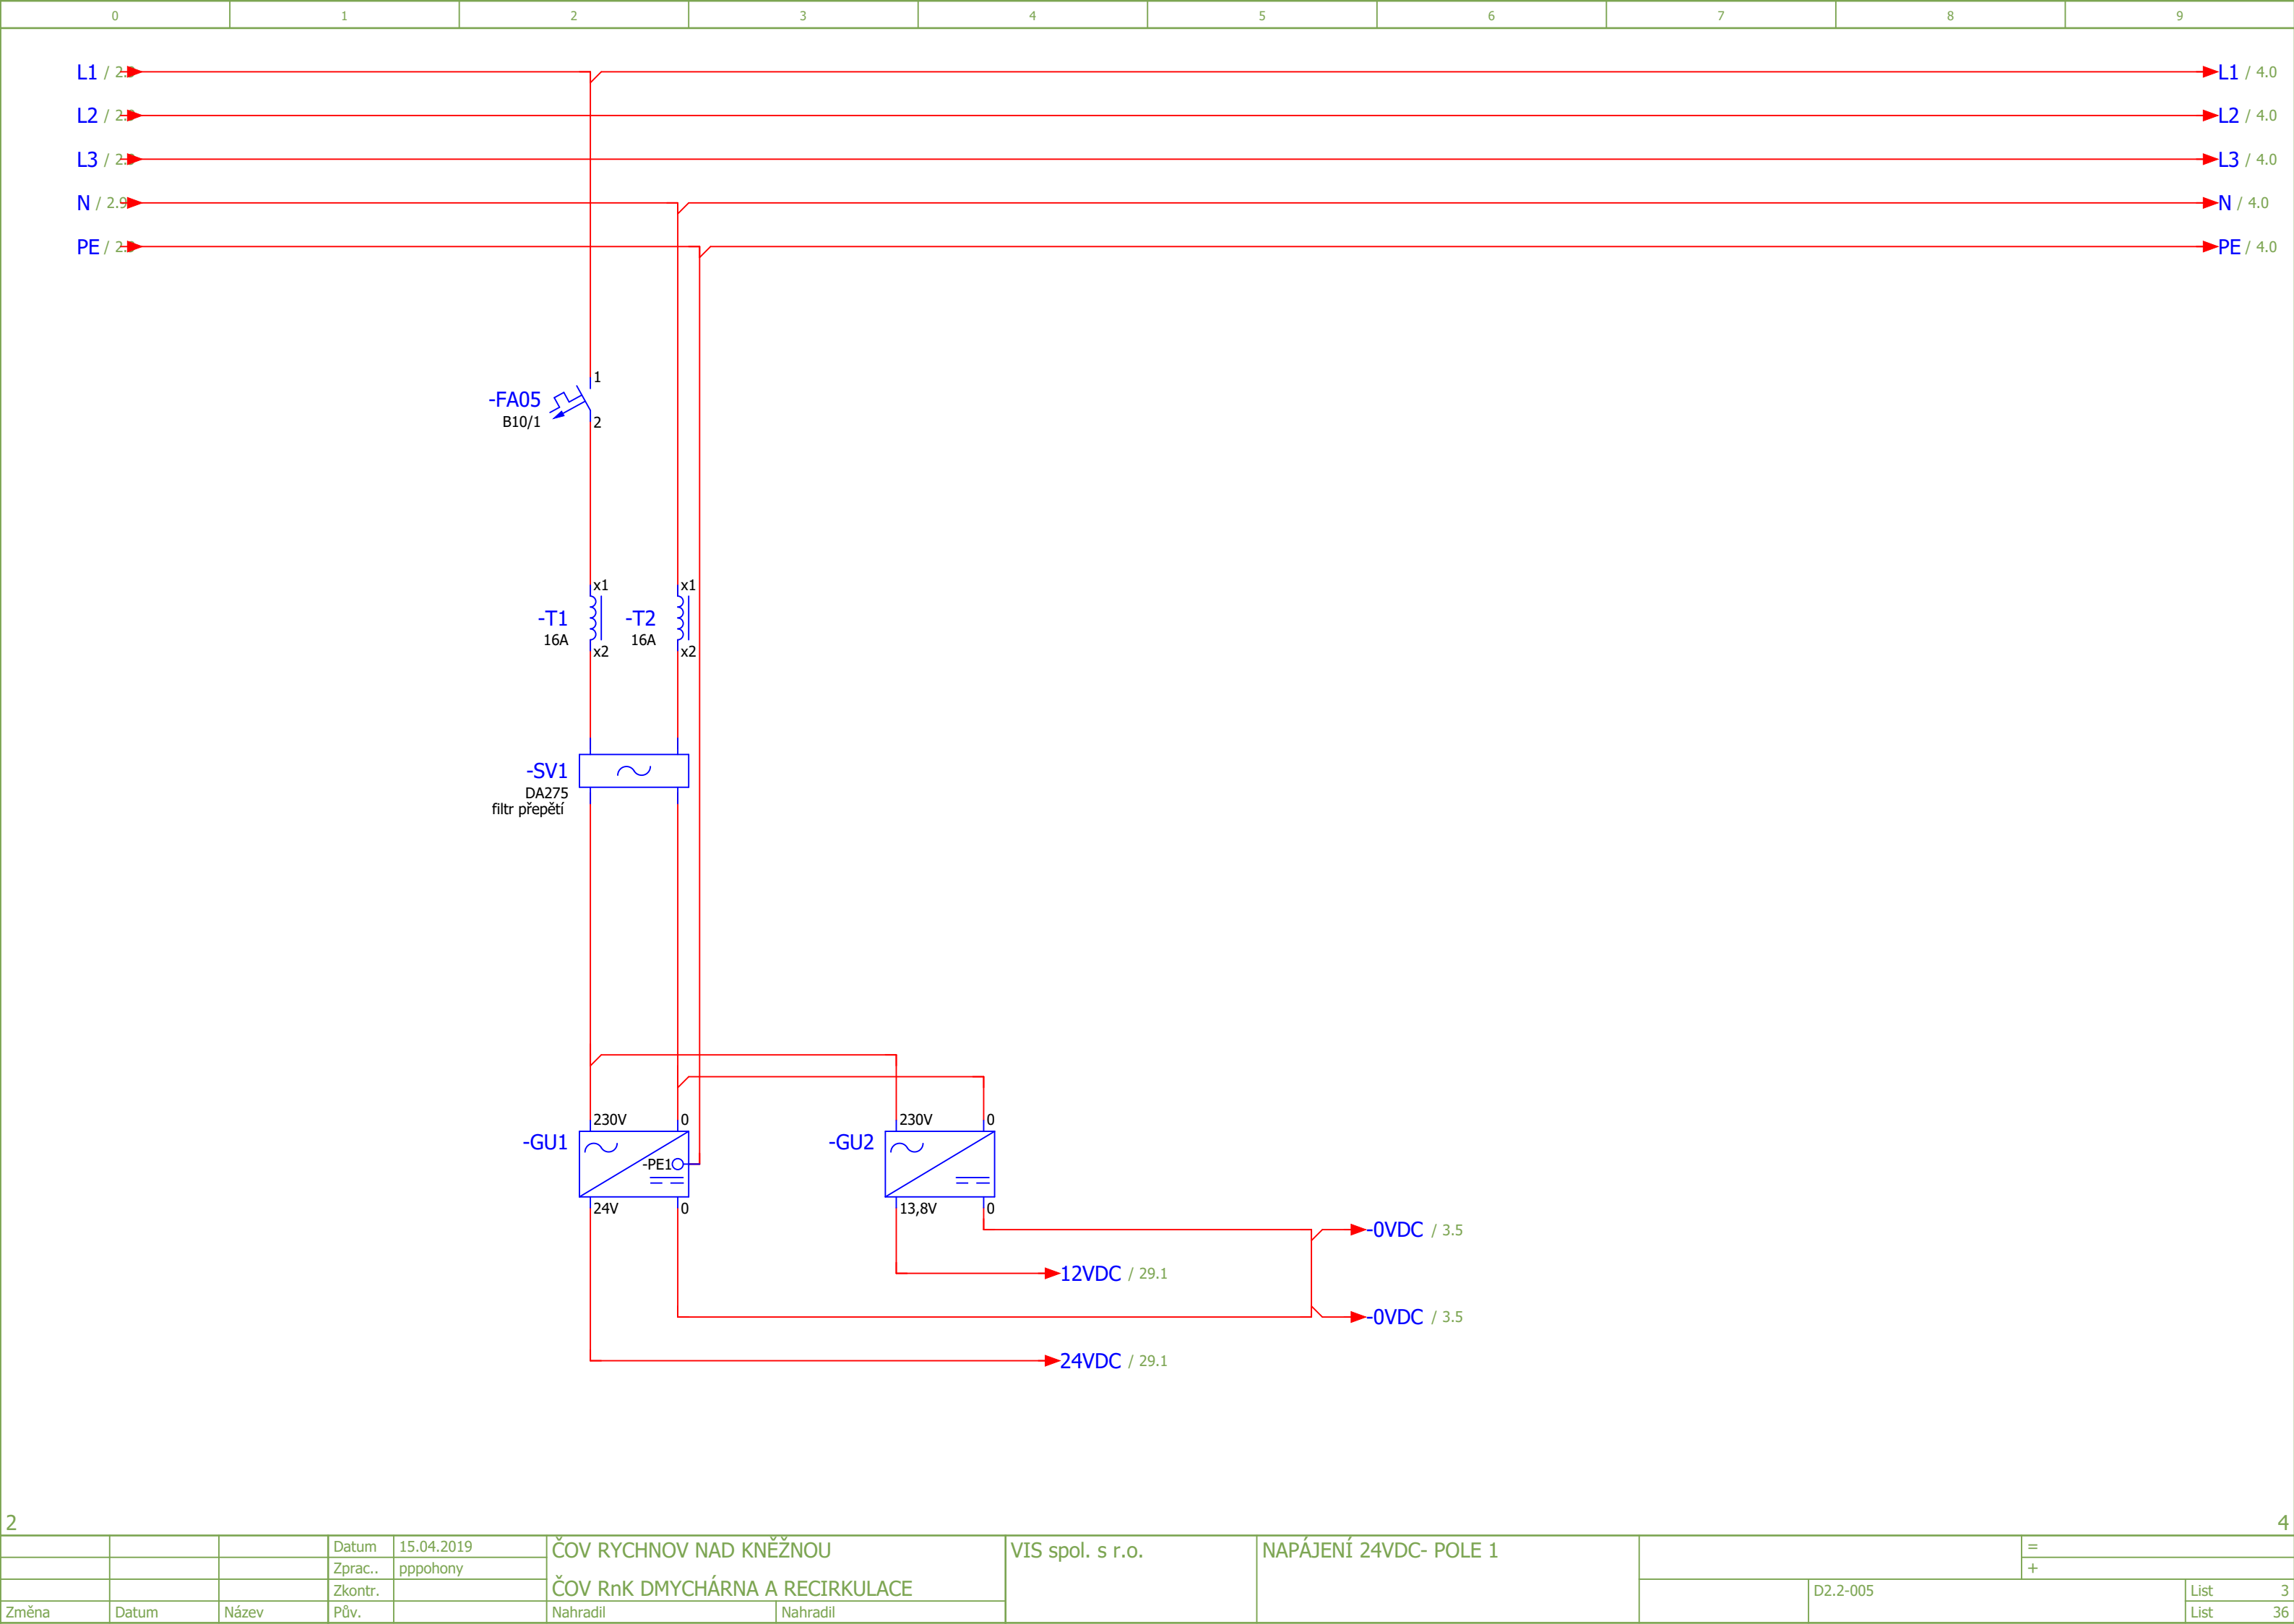 0 1 2 3 4 5 6 7 8 9
L1 L1 / 4.0
L2 L2 / 4.0
L3 L3 / 4.0
N / 2.9 N / 4.0
PE PE / 4.0
1
-FA05
B10/1
2
x1 x1
-T1 -T2
16A 16A
x2 x2
-SV1
DA275
filtr přepětí
230V 0 230V 0
-GU1 -GU2
-PE1
24V 0 13,8V 0
-0VDC / 3.5
12VDC / 29.1
-0VDC / 3.5
24VDC / 29.1
2 4
Datum 15.04.2019 ČOV RYCHNOV NAD KNĚŽNOU VIS spol. s r.o. NAPÁJENÍ 24VDC- POLE 1 =
Zprac.. pppohony +
Zkontr. ČOV RnK DMYCHÁRNA A RECIRKULACE D2.2-005 List 3
Změna Datum Název Pův. Nahradil Nahradil List 36